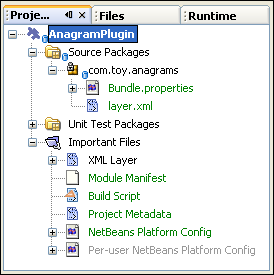 Proje... Files Runtime
AnagramPlugin
Source Packages
com.toy.anagrams
Bundle.properties
layer.xml
Unit Test Packages
Important Files
XML Layer
Module Manifest
Build Script
Project Metadata
NetBeans Platform Config
Per-user NetBeans Platform Config